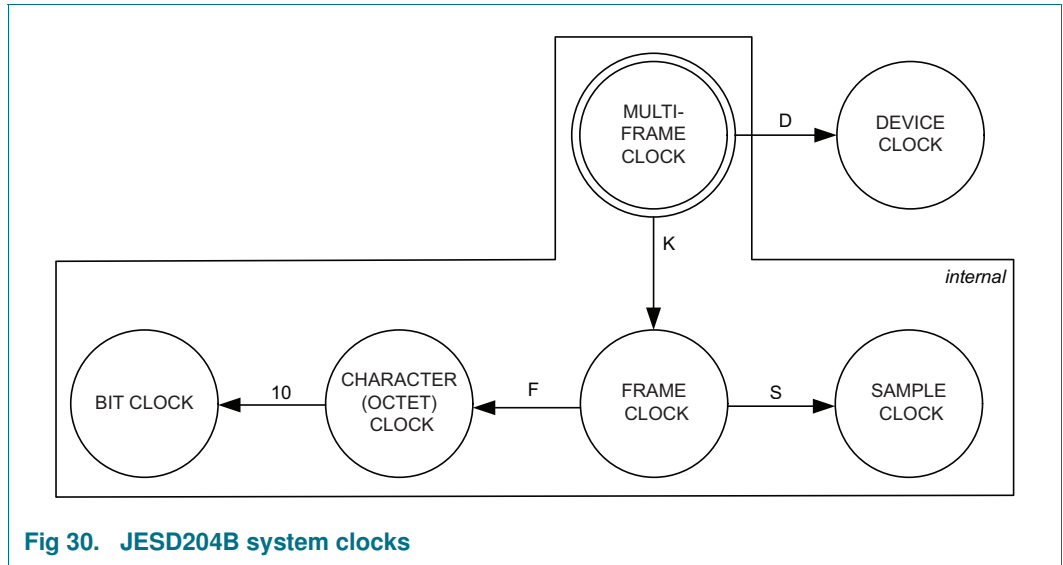 MULTI-
FRAME
CLOCK
D
DEVICE
CLOCK
K
internal
BIT CLOCK
10
CHARACTER
(OCTET)
CLOCK
F
FRAME
CLOCK
S
SAMPLE
CLOCK
Fig 30. JESD204B system clocks